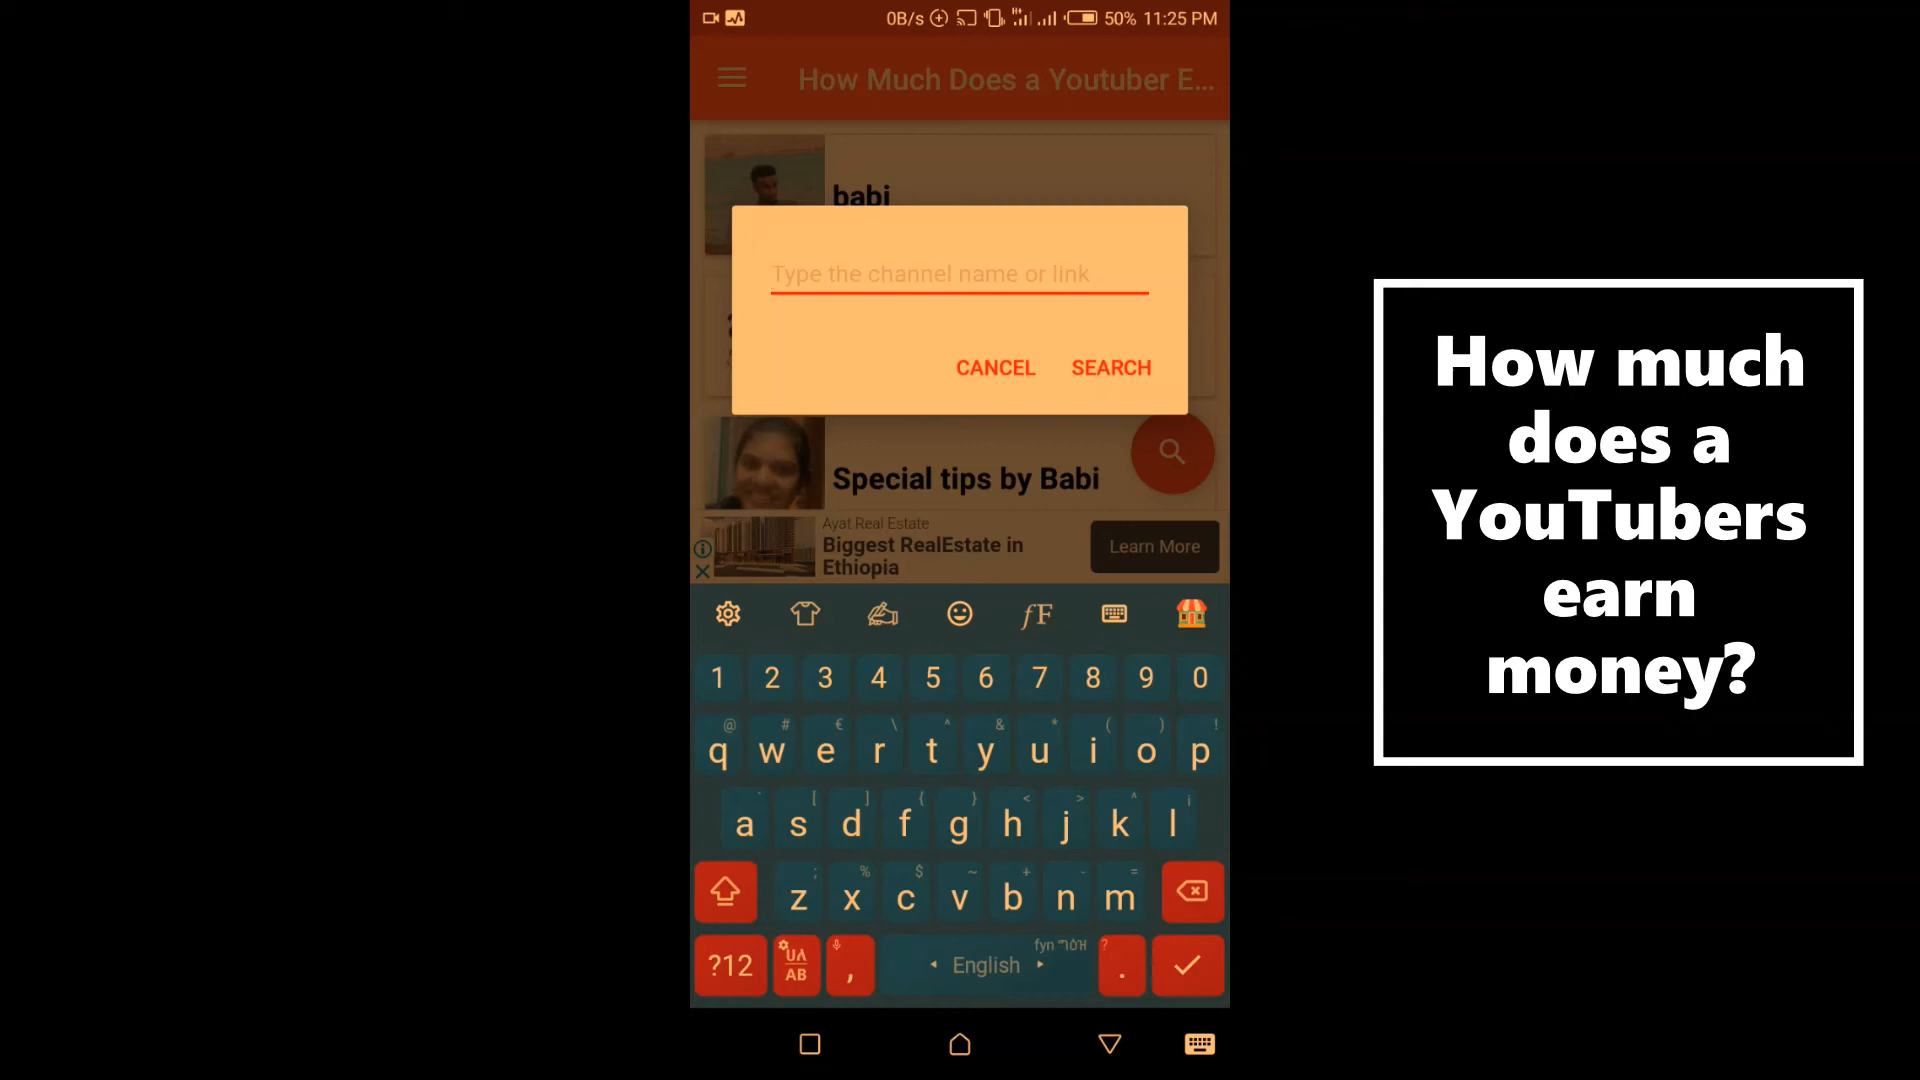 0B/s 50% 11:25 PM
How Much Does a Youtuber E...
babi
Type the channel name or link
CANCEL SEARCH
Special tips by Babi
Ayat Real Estate
Biggest RealEstate in
Ethiopia
Learn More
fF
1 2 3 4 5 6 7 8 9 0
@ # € \ ^ & * ( ) !
q w e r t y u i o p
` [ ] { } < > ^ ¡
a s d f g h j k l
; % $ ~ + - =
z x c v b n m
?12
AB
,
fyn
English
?
.
How much
does a
YouTubers
earn
money?